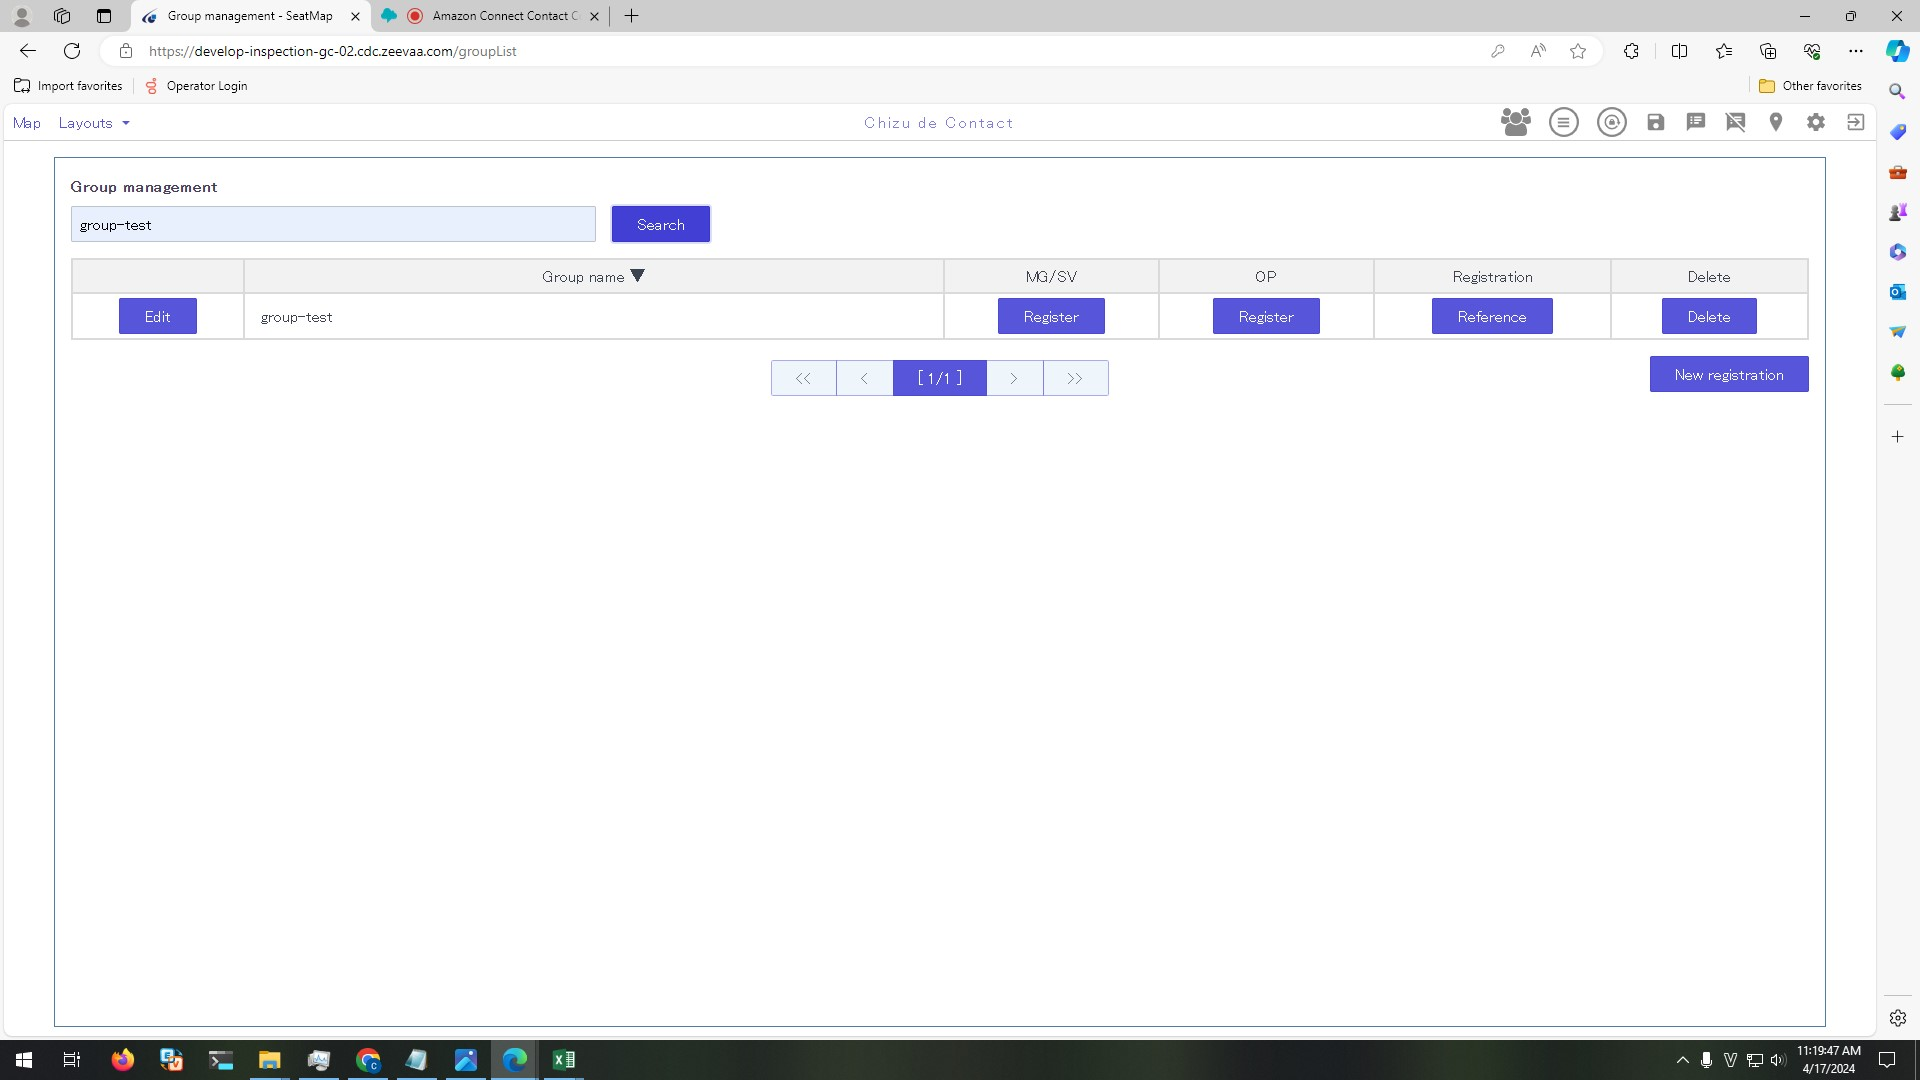 Group management - SeatMap
Amazon Connect Contact C
https://develop-inspection-gc-02.cdc.zeevaa.com/groupList
Import favorites
Operator Login
Other favorites
Map
Layouts
Chizu de Contact
Group management
group-test
Search
Group name ▼
MG/SV
OP
Registration
Delete
Edit
group-test
Register
Register
Reference
Delete
<<
<
[ 1/1 ]
>
>>
New registration
11:19:47 AM
4/17/2024